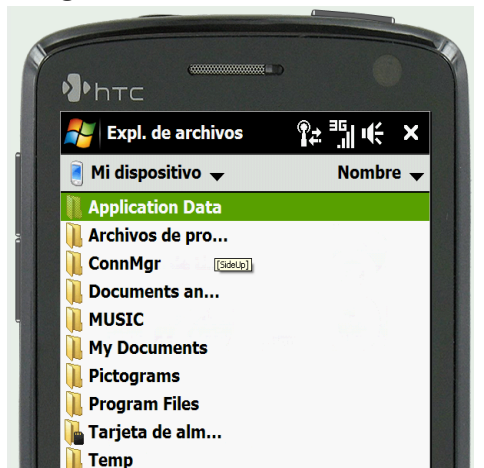 hTC
Expl. de archivos 3G
Mi dispositivo Nombre
Application Data
Archivos de pro...
ConnMgr
[SideUp]
Documents an...
MUSIC
My Documents
Pictograms
Program Files
Tarjeta de alm...
Temp